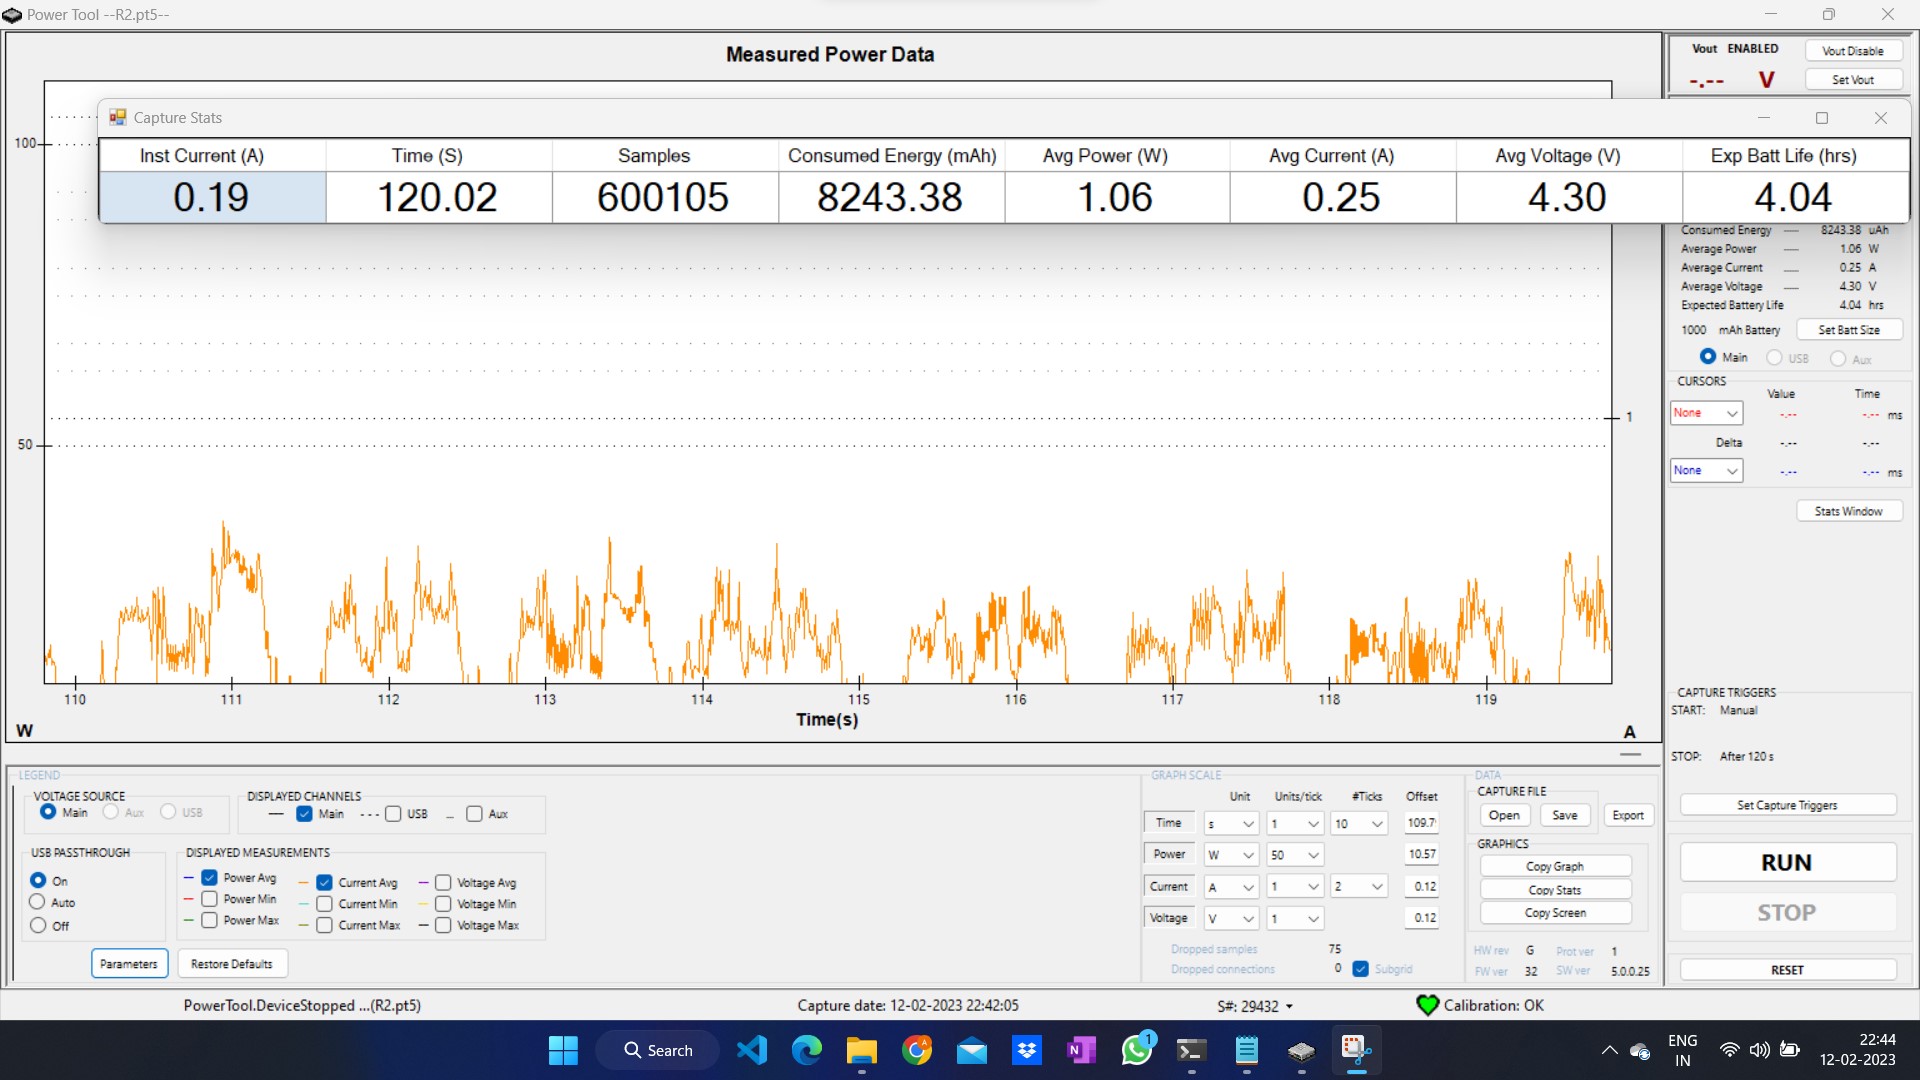 Power Tool --R2.pt5--
Measured Power Data
Vout ENABLED
Vout Disable
-.-- V
Set Vout
Capture Stats
Inst Current (A) Time (S) Samples Consumed Energy (mAh) Avg Power (W) Avg Current (A) Avg Voltage (V) Exp Batt Life (hrs)
0.19 120.02 600105 8243.38 1.06 0.25 4.30 4.04
100
50
1
Consumed Energy 8243.38 uAh
Average Power 1.06 W
Average Current 0.25 A
Average Voltage 4.30 V
Expected Battery Life 4.04 hrs
1000 mAh Battery Set Batt Size
Main USB Aux
CURSORS
Value Time
None -.-- -.-- ms
Delta -.-- -.--
None -.-- -.-- ms
Stats Window
110 111 112 113 114 115 116 117 118 119
W Time(s) A
CAPTURE TRIGGERS
START: Manual
STOP: After 120 s
Set Capture Triggers
RUN
STOP
RESET
LEGEND
VOLTAGE SOURCE
Main Aux USB
DISPLAYED CHANNELS
Main USB Aux
USB PASSTHROUGH
On
Auto
Off
DISPLAYED MEASUREMENTS
Power Avg Current Avg Voltage Avg
Power Min Current Min Voltage Min
Power Max Current Max Voltage Max
Parameters Restore Defaults
GRAPH SCALE
Unit Units/tick #Ticks Offset
Time s 1 10 109.7
Power W 50 10.57
Current A 1 2 0.12
Voltage V 1 0.12
Dropped samples 75
Dropped connections 0 Subgrid
DATA
CAPTURE FILE
Open Save Export
GRAPHICS
Copy Graph
Copy Stats
Copy Screen
HW rev G Prot ver 1
FW ver 32 SW ver 5.0.0.25
PowerTool.DeviceStopped ...(R2.pt5) Capture date: 12-02-2023 22:42:05 S#: 29432 Calibration: OK
Search
1
ENG
IN
22:44
12-02-2023